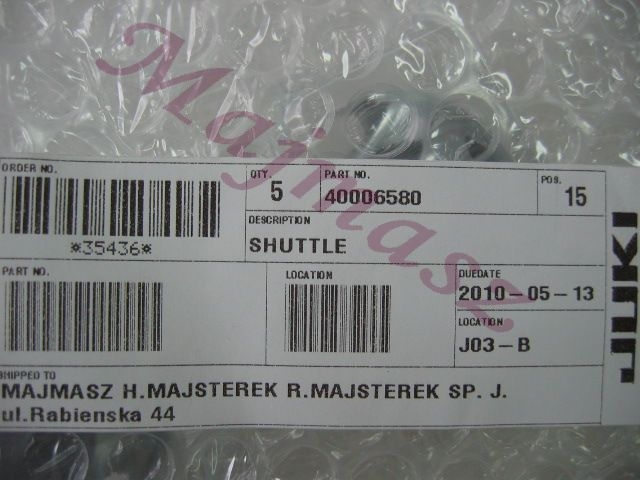 Majmasz
ORDER NO.
*35436*
QTY.
5
PART NO.
40006580
POS.
15
DESCRIPTION
SHUTTLE
PART NO.
LOCATION
DUEDATE
2010-05-13
LOCATION
J03-B
JUKI
SHIPPED TO
MAJMASZ H.MAJSTEREK R.MAJSTEREK SP. J.
ul.Rabienska 44